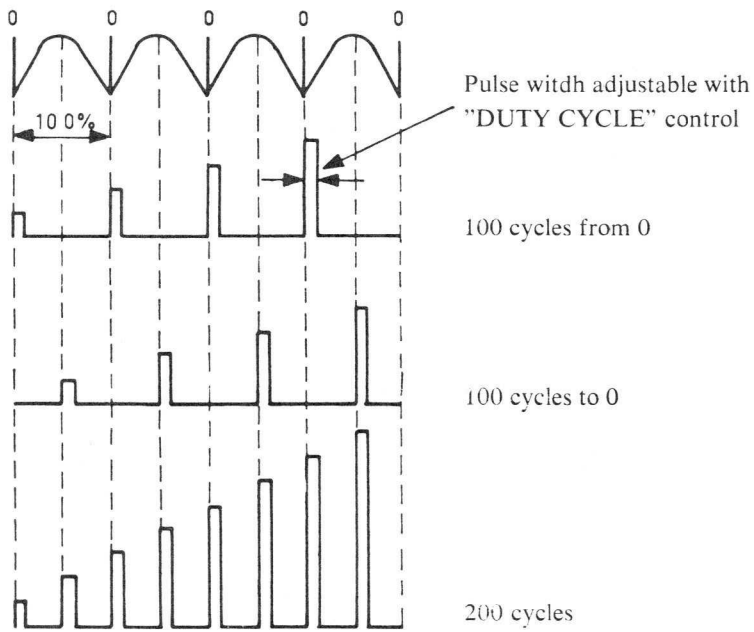 0 0 0 0 0
Pulse witdh adjustable with
"DUTY CYCLE" control
100%
100 cycles from 0
100 cycles to 0
200 cycles